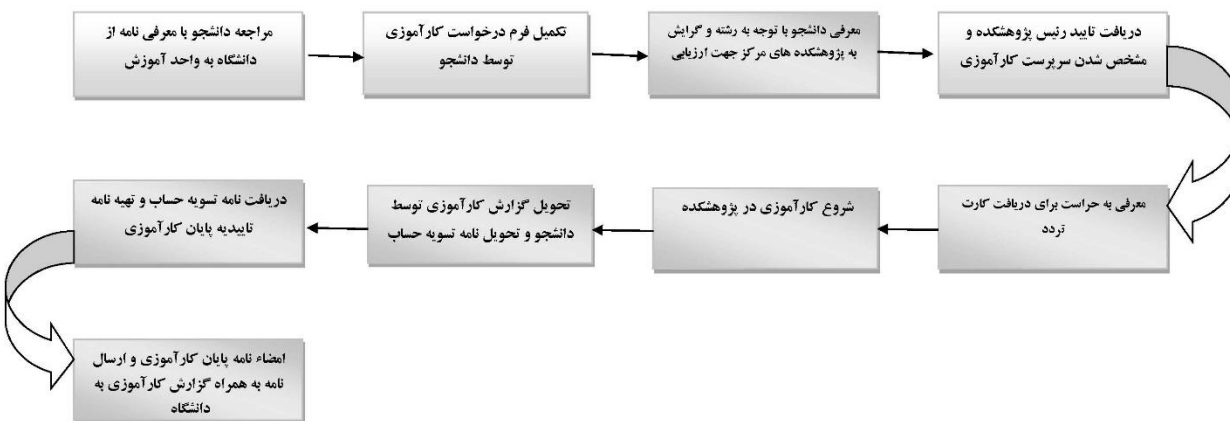 مراجعه دانشجو با معرفی نامه از
دانشگاه به واحد آموزش
تکمیل فرم درخواست کارآموزی
توسط دانشجو
معرفی دانشجو با توجه به رشته و گرایش
به پژوهشکده های مرکز جهت ارزیابی
دریافت تایید رئیس پژوهشکده و
مشخص شدن سرپرست کارآموزی
معرفی به حراست برای دریافت کارت
تردد
شروع کارآموزی در پژوهشکده
تحویل گزارش کارآموزی توسط
دانشجو و تحویل نامه تسویه حساب
دریافت نامه تسویه حساب و تهیه نامه
تاییدیه پایان کارآموزی
امضاء نامه پایان کارآموزی و ارسال
نامه به همراه گزارش کارآموزی به
دانشگاه